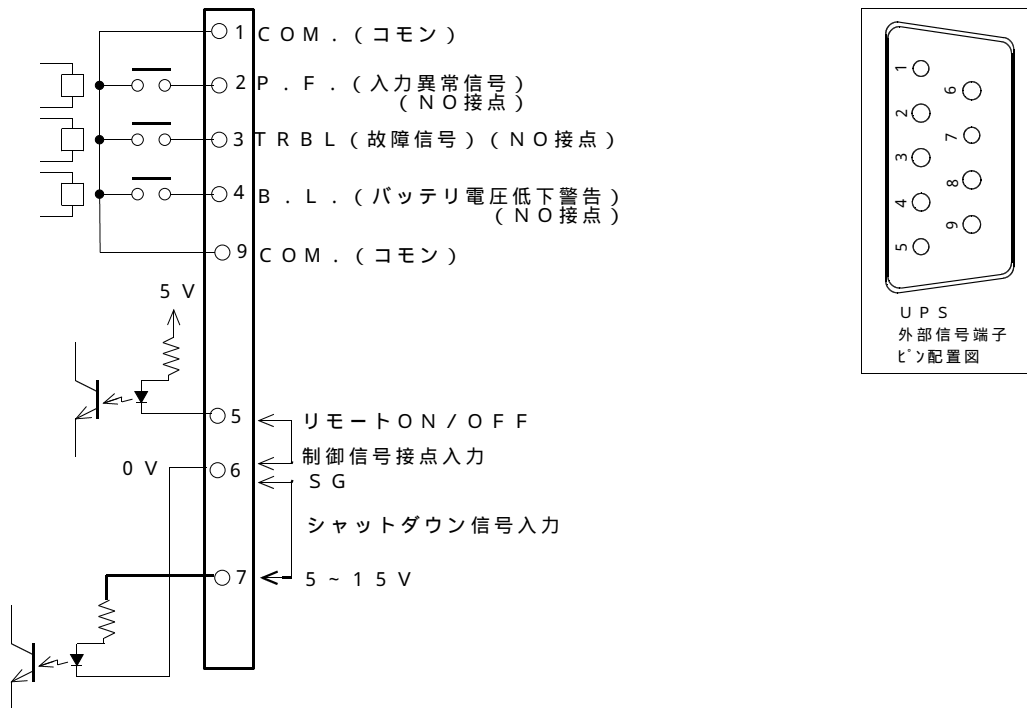 1 COM.(コモン)
2 P.F.(入力異常信号)
(NO接点)
3 TRBL(故障信号)(NO接点)
4 B.L.(バッテリ電圧低下警告)
(NO接点)
9 COM.(コモン)
5V
5 リモートON/OFF
制御信号接点入力
0V 6
SG
シャットダウン信号入力
7 5~15V
1
6
2
7
3
8
4
9
5
UPS
外部信号端子
ピン配置図